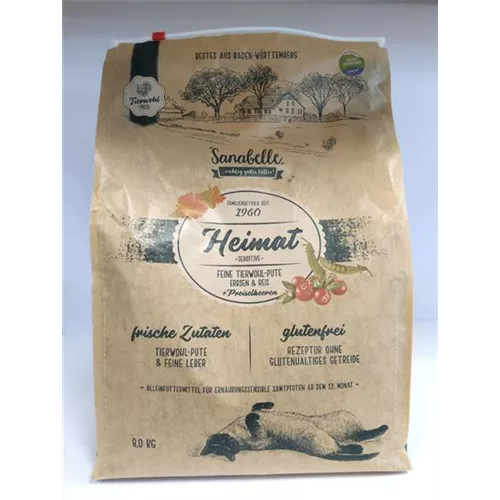 BESTES AUS BADEN-WÜRTTEMBERG
Tierwohl
Sanabelle
...richtig gutes Futter!
FAMILIENBETRIEB SEIT
1960
Heimat
•SENSITIVE•
FEINE TIERWOHL-PUTE
ERBSEN & REIS
+Preiselbeeren
frische Zutaten
TIERWOHL-PUTE
& FEINE LEBER
glutenfrei
REZEPTUR OHNE
GLUTENHALTIGES GETREIDE
- ALLEINFUTTERMITTEL FÜR ERNÄHRUNGSSENSIBLE SAMTPFOTEN AB DEM 12. MONAT -
8,0 KG